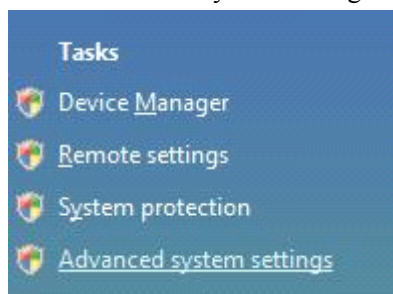 Tasks
Device Manager
Remote settings
System protection
Advanced system settings